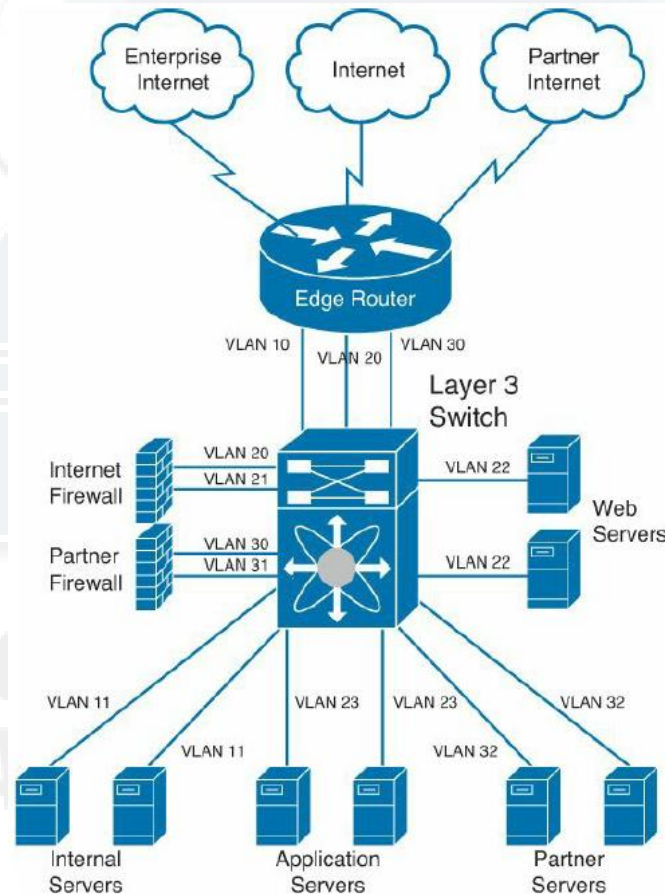 Enterprise
Internet
Internet
Partner
Internet
Edge Router
VLAN 10
VLAN 20
VLAN 30
Layer 3
Switch
Internet
Firewall
VLAN 20
VLAN 21
VLAN 22
Web
Servers
Partner
Firewall
VLAN 30
VLAN 31
VLAN 22
VLAN 11
VLAN 11
VLAN 23
VLAN 23
VLAN 32
VLAN 32
Internal
Servers
Application
Servers
Partner
Servers